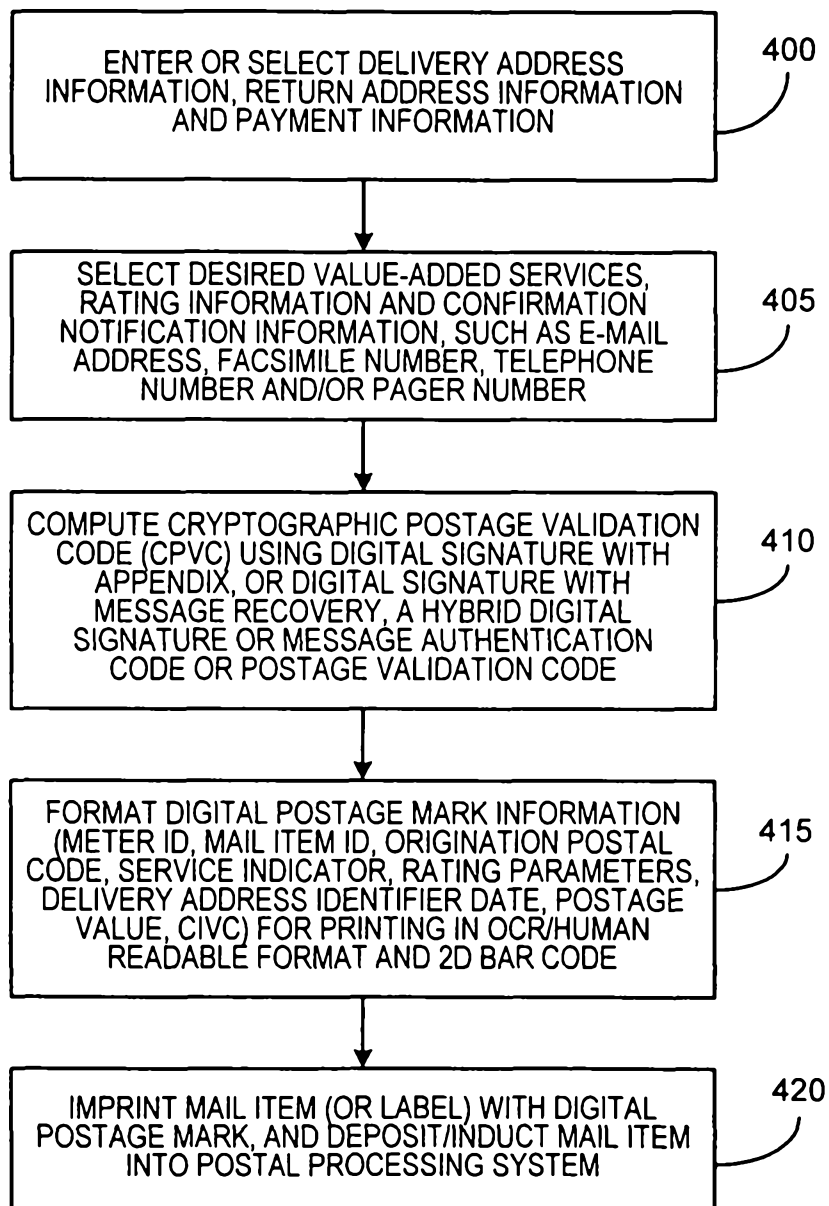 ENTER OR SELECT DELIVERY ADDRESS
INFORMATION, RETURN ADDRESS INFORMATION
AND PAYMENT INFORMATION
400
SELECT DESIRED VALUE-ADDED SERVICES,
RATING INFORMATION AND CONFIRMATION
NOTIFICATION INFORMATION, SUCH AS E-MAIL
ADDRESS, FACSIMILE NUMBER, TELEPHONE
NUMBER AND/OR PAGER NUMBER
405
COMPUTE CRYPTOGRAPHIC POSTAGE VALIDATION
CODE (CPVC) USING DIGITAL SIGNATURE WITH
APPENDIX, OR DIGITAL SIGNATURE WITH
MESSAGE RECOVERY, A HYBRID DIGITAL
SIGNATURE OR MESSAGE AUTHENTICATION
CODE OR POSTAGE VALIDATION CODE
410
FORMAT DIGITAL POSTAGE MARK INFORMATION
(METER ID, MAIL ITEM ID, ORIGINATION POSTAL
CODE, SERVICE INDICATOR, RATING PARAMETERS,
DELIVERY ADDRESS IDENTIFIER DATE, POSTAGE
VALUE, CIVC) FOR PRINTING IN OCR/HUMAN
READABLE FORMAT AND 2D BAR CODE
415
IMPRINT MAIL ITEM (OR LABEL) WITH DIGITAL
POSTAGE MARK, AND DEPOSIT/INDUCT MAIL ITEM
INTO POSTAL PROCESSING SYSTEM
420